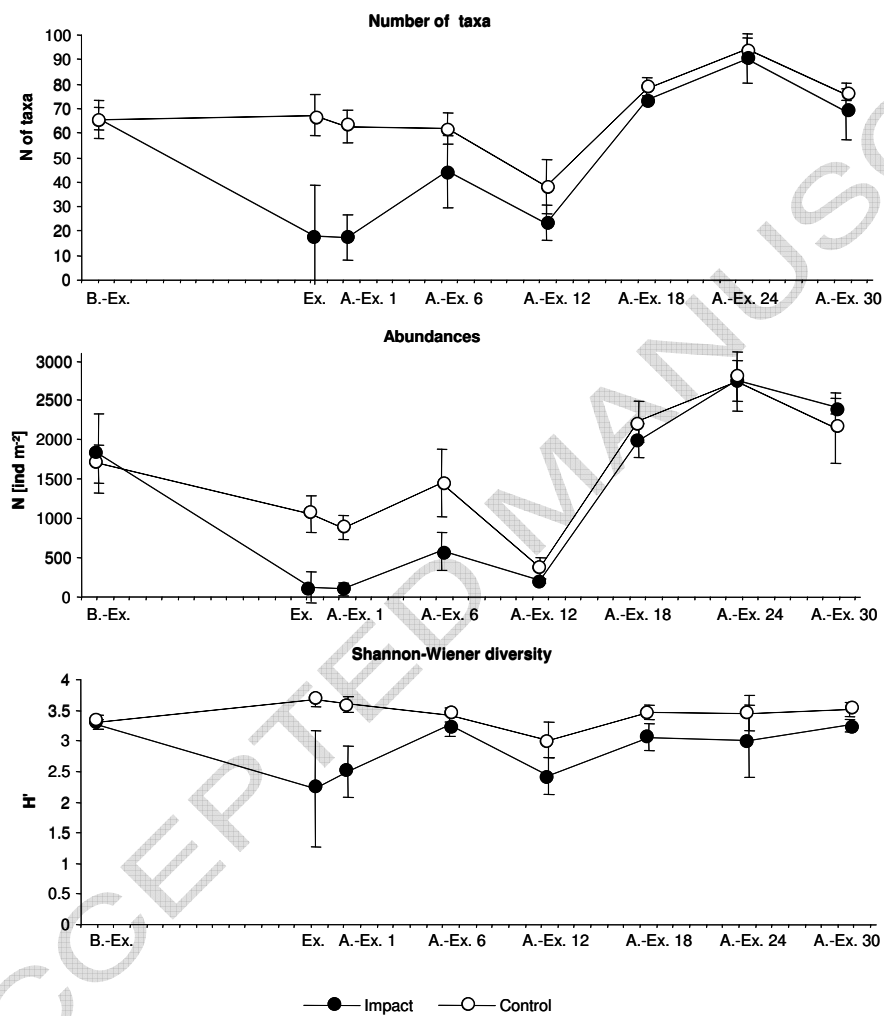 Number of taxa
100
90
80
70
60
50
40
30
20
10
0
N of taxa
B.-Ex. Ex. A.-Ex. 1 A.-Ex. 6 A.-Ex. 12 A.-Ex. 18 A.-Ex. 24 A.-Ex. 30
Abundances
3000
2500
2000
1500
1000
500
0
N [ind m⁻²]
B.-Ex. Ex. A.-Ex. 1 A.-Ex. 6 A.-Ex. 12 A.-Ex. 18 A.-Ex. 24 A.-Ex. 30
Shannon-Wiener diversity
4
3.5
3
2.5
2
1.5
1
0.5
0
H'
B.-Ex. Ex. A.-Ex. 1 A.-Ex. 6 A.-Ex. 12 A.-Ex. 18 A.-Ex. 24 A.-Ex. 30
Impact Control
CCEPTED MANUSC